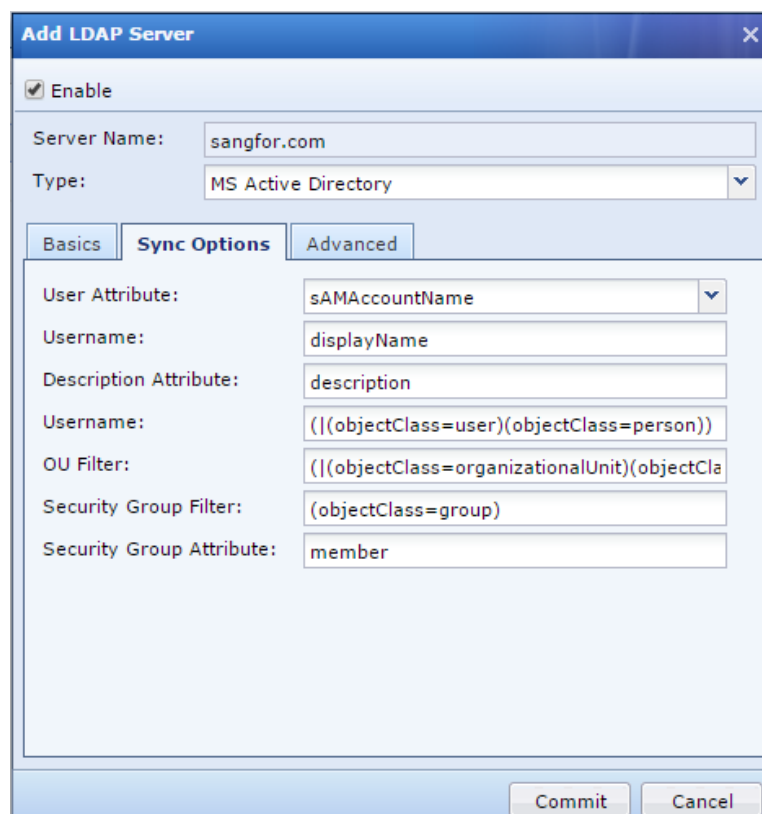 Add LDAP Server
Enable
Server Name: sangfor.com
Type: MS Active Directory
Basics Sync Options Advanced
User Attribute: sAMAccountName
Username: displayName
Description Attribute: description
Username: (|(objectClass=user)(objectClass=person))
OU Filter: (|(objectClass=organizationalUnit)(objectCla
Security Group Filter: (objectClass=group)
Security Group Attribute: member
Commit Cancel